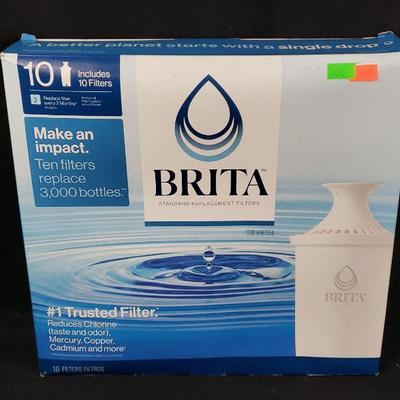 A better planet starts with a single drop
10 Includes
10 Filters
2 Replace filter
every 2 Months
Make an
impact.
Ten filters
replace
3,000 bottles.**
BRITA
STANDARD REPLACEMENT FILTERS
#1 Trusted Filter.*
Reduces Chlorine
(taste and odor),
Mercury, Copper,
Cadmium and more
BRITA
10 FILTERS FILTROS